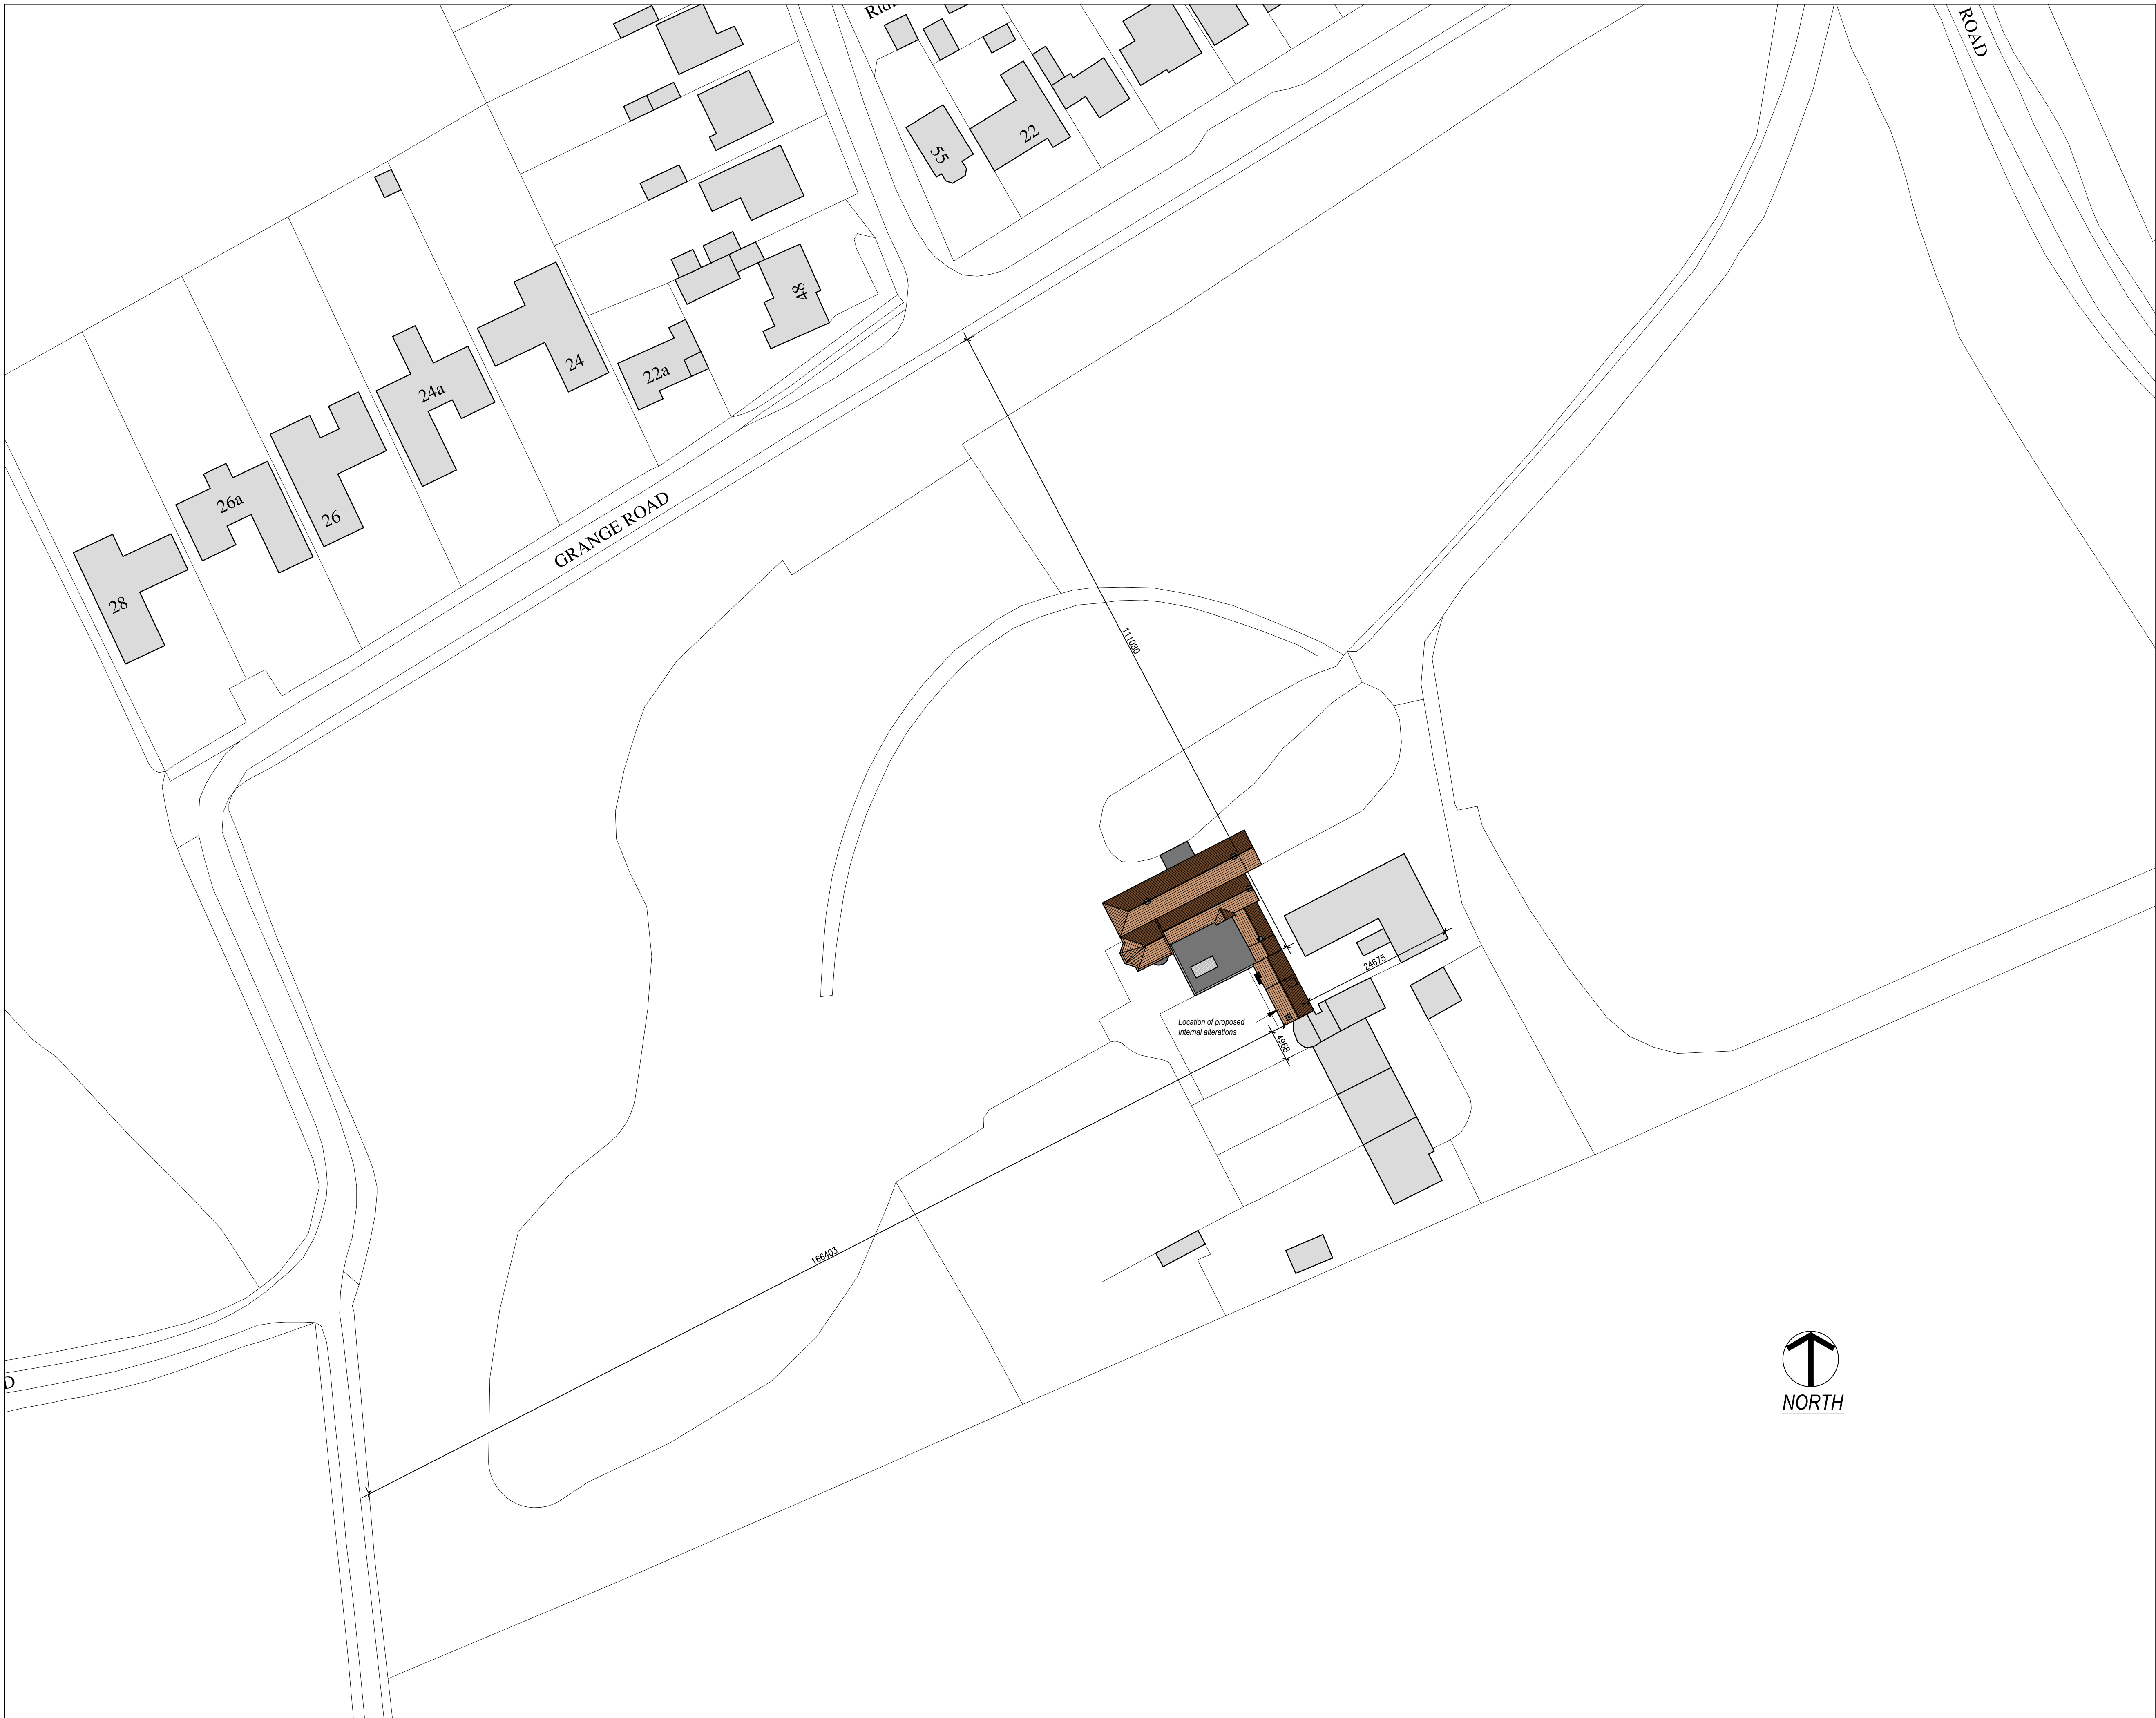 ROAD
55
22
48
24
22a
24a
26a
26
28
GRANGE ROAD
111080
24675
Location of proposed
internal alterations
4968
166403
NORTH